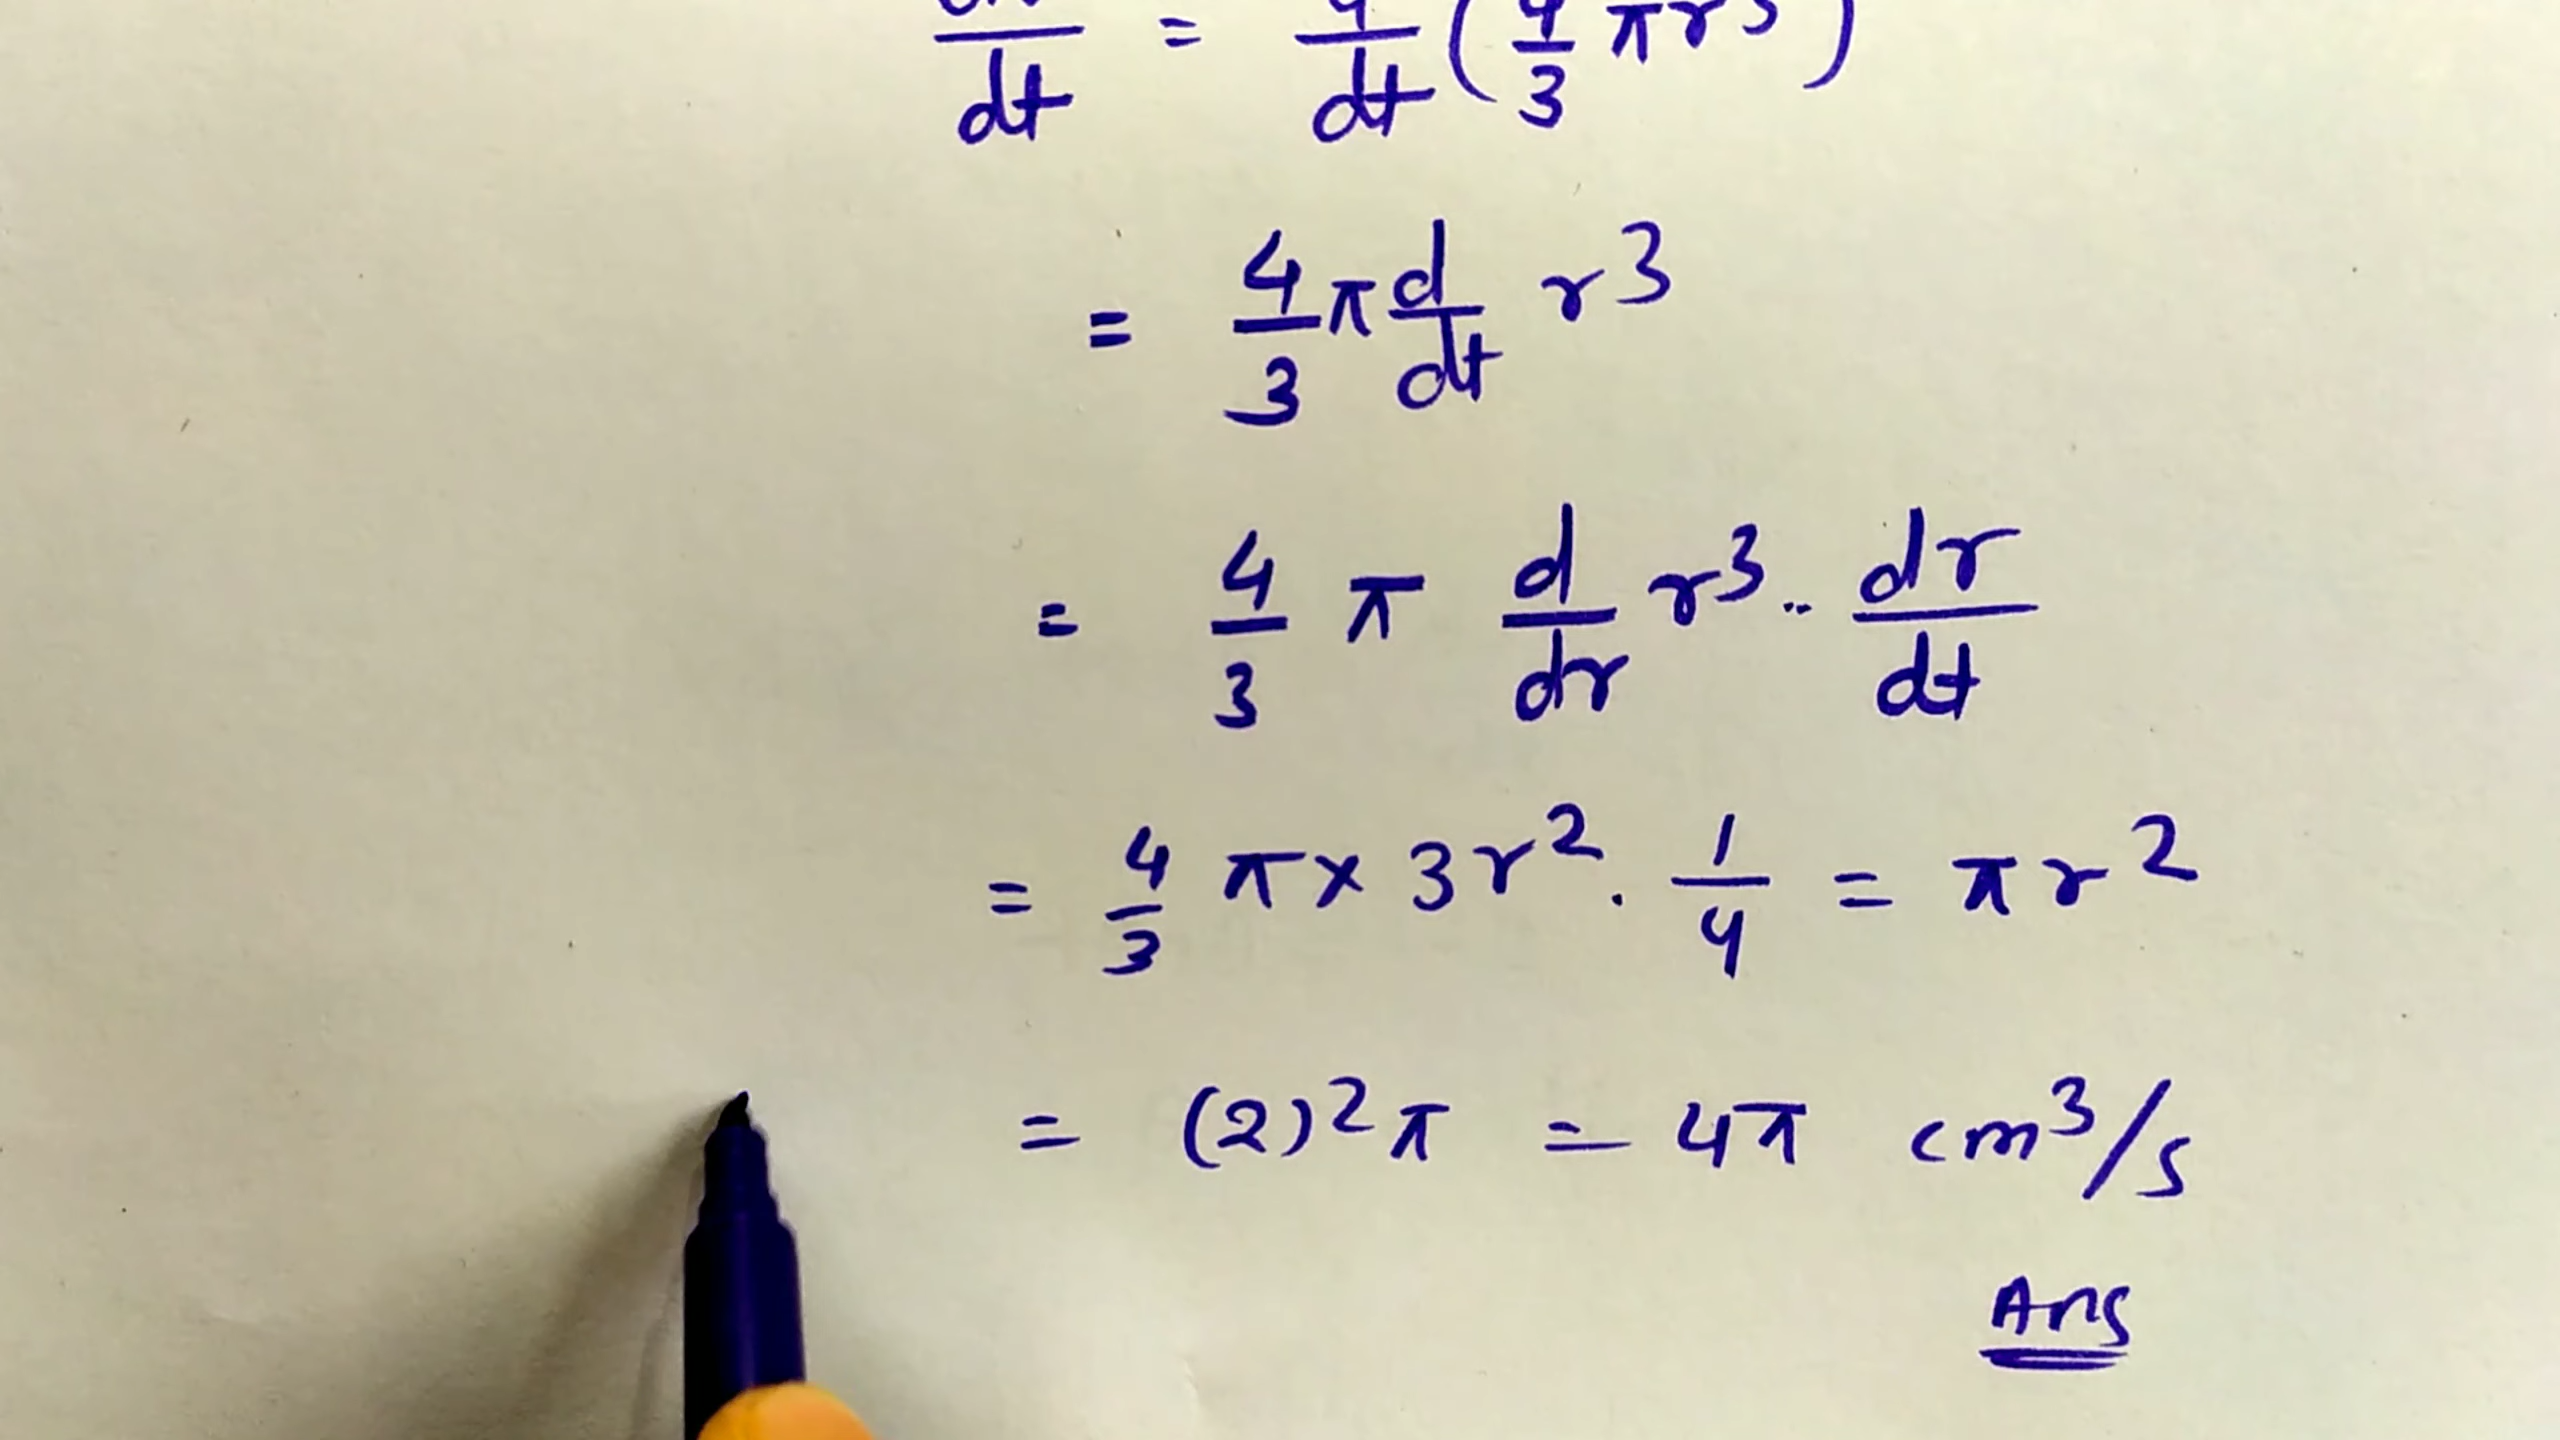 dt = dt ( 4/3 πr³ )
= 4/3 π d/dt r³
= 4/3 π d/dr r³ .. dr/dt
= 4/3 π × 3r² . 1/4 = πr²
= (2)²π = 4π cm³/s
Ans